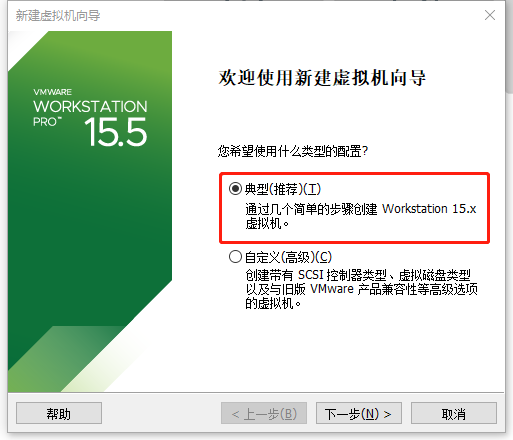 新建虚拟机向导
VMWARE
WORKSTATION
PRO™
15.5
欢迎使用新建虚拟机向导
您希望使用什么类型的配置?
典型(推荐)(T)
通过几个简单的步骤创建 Workstation 15.x
虚拟机。
自定义(高级)(C)
创建带有 SCSI 控制器类型、虚拟磁盘类型
以及与旧版 VMware 产品兼容性等高级选项
的虚拟机。
帮助
< 上一步(B)
下一步(N) >
取消